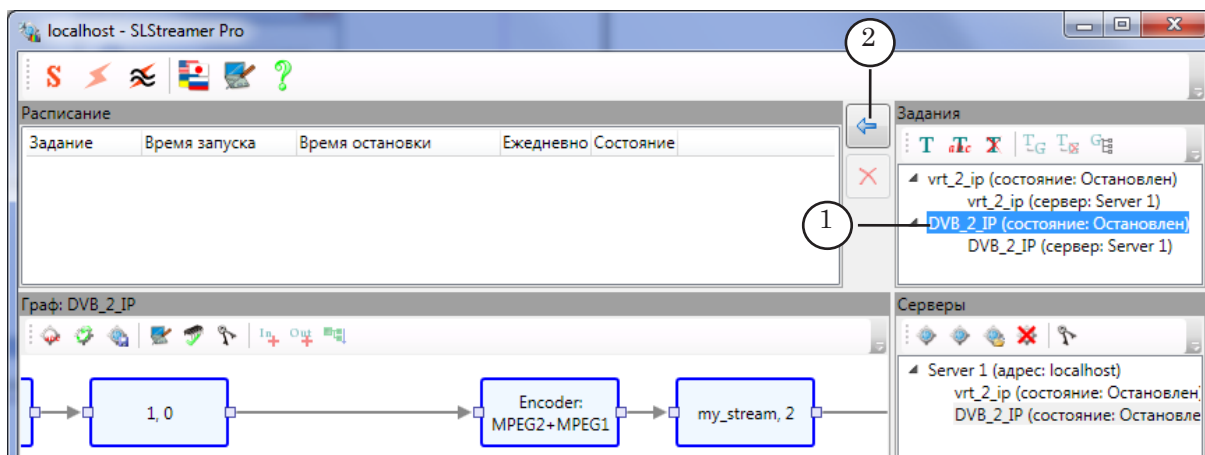 localhost - SLStreamer Pro
2
Расписание
Задание Время запуска Время остановки Ежедневно Состояние
Задания
vrt_2_ip (состояние: Остановлен)
vrt_2_ip (сервер: Server 1)
1
DVB_2_IP (состояние: Остановлен)
DVB_2_IP (сервер: Server 1)
Граф: DVB_2_IP
In Out
1, 0
Encoder:
MPEG2+MPEG1
my_stream, 2
Серверы
Server 1 (адрес: localhost)
vrt_2_ip (состояние: Остановлен
DVB_2_IP (состояние: Остановле